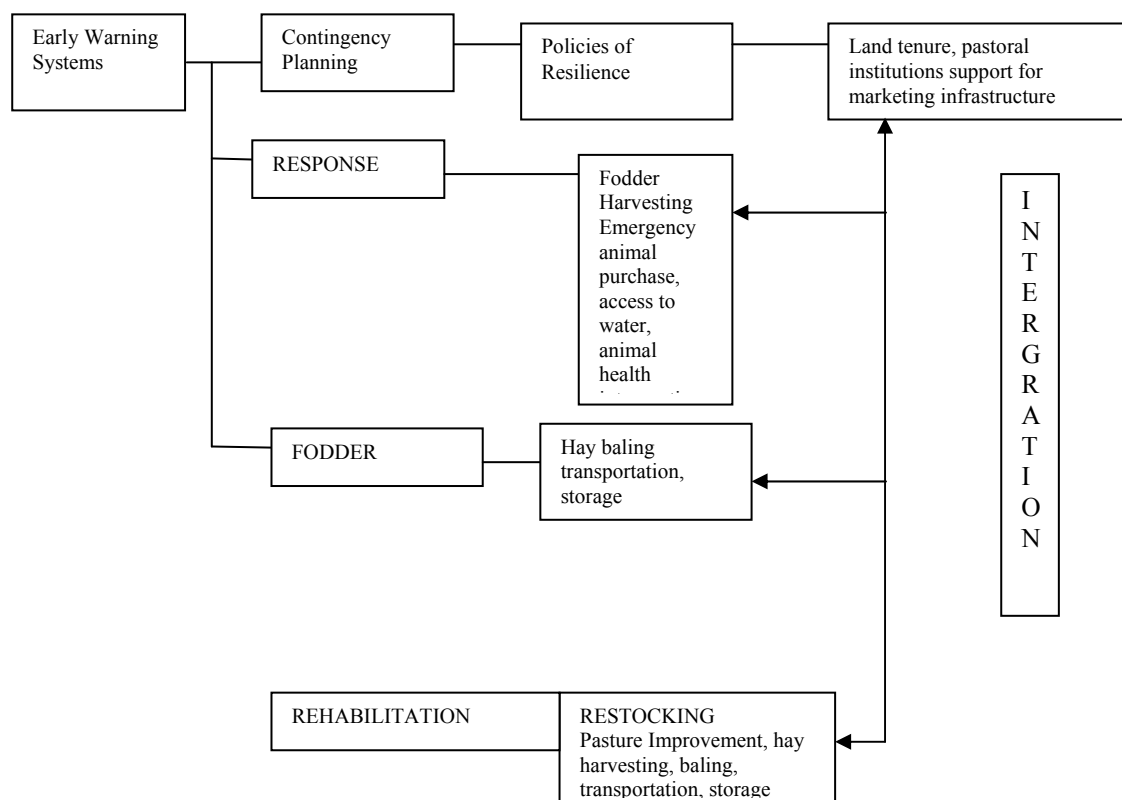 Early Warning
Systems
Contingency
Planning
Policies of
Resilience
Land tenure, pastoral
institutions support for
marketing infrastructure
RESPONSE
Fodder
Harvesting
Emergency
animal
purchase,
access to
water,
animal
health
I
N
T
E
R
G
R
A
T
I
O
N
FODDER
Hay baling
transportation,
storage
REHABILITATION
RESTOCKING
Pasture Improvement, hay
harvesting, baling,
transportation, storage